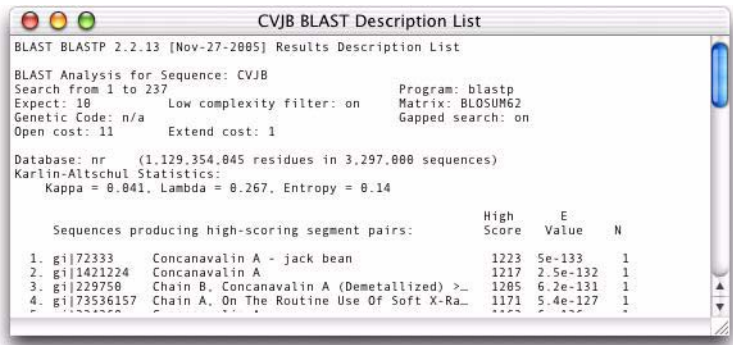 CVJB BLAST Description List
BLAST BLASTP 2.2.13 [Nov-27-2005] Results Description List
BLAST Analysis for Sequence: CVJB
Search from 1 to 237 Program: blastp
Expect: 10 Low complexity filter: on Matrix: BLOSUM62
Genetic Code: n/a Gapped search: on
Open cost: 11 Extend cost: 1
Database: nr (1,129,354,045 residues in 3,297,000 sequences)
Karlin-Altschul Statistics:
Kappa = 0.041, Lambda = 0.267, Entropy = 0.14
High E
Sequences producing high-scoring segment pairs: Score Value N
1. gi|72333 Concanavalin A - jack bean 1223 5e-133 1
2. gi|1421224 Concanavalin A 1217 2.5e-132 1
3. gi|229750 Chain B, Concanavalin A (Demetallized) >… 1205 6.2e-131 1
4. gi|73536157 Chain A, On The Routine Use Of Soft X-Ra… 1171 5.4e-127 1